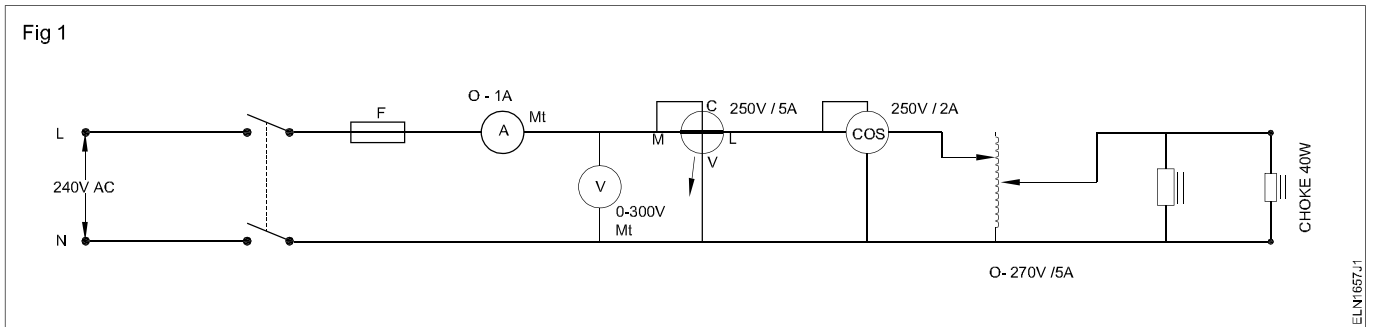 Fig 1
O - 1A
F
Mt
C
250V / 5A
250V / 2A
L
A
M
L
COS
V
240V AC
V
0-300V
Mt
CHOKE 40W
N
O- 270V /5A
ELN1657J1